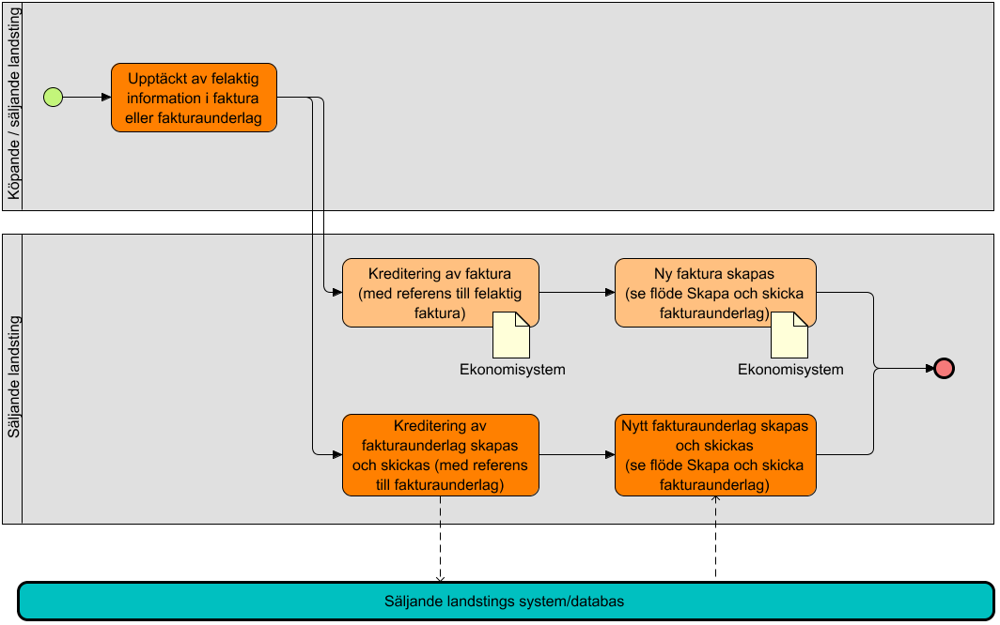 Köpande / säljande landsting
Upptäckt av felaktig
information i faktura
eller fakturaunderlag
Säljande landsting
Kreditering av faktura
(med referens till felaktig
faktura)
Ekonomisystem
Ny faktura skapas
(se flöde Skapa och skicka
fakturaunderlag)
Ekonomisystem
Kreditering av
fakturaunderlag skapas
och skickas (med referens
till fakturaunderlag)
Nytt fakturaunderlag skapas
och skickas
(se flöde Skapa och skicka
fakturaunderlag)
Säljande landstings system/databas